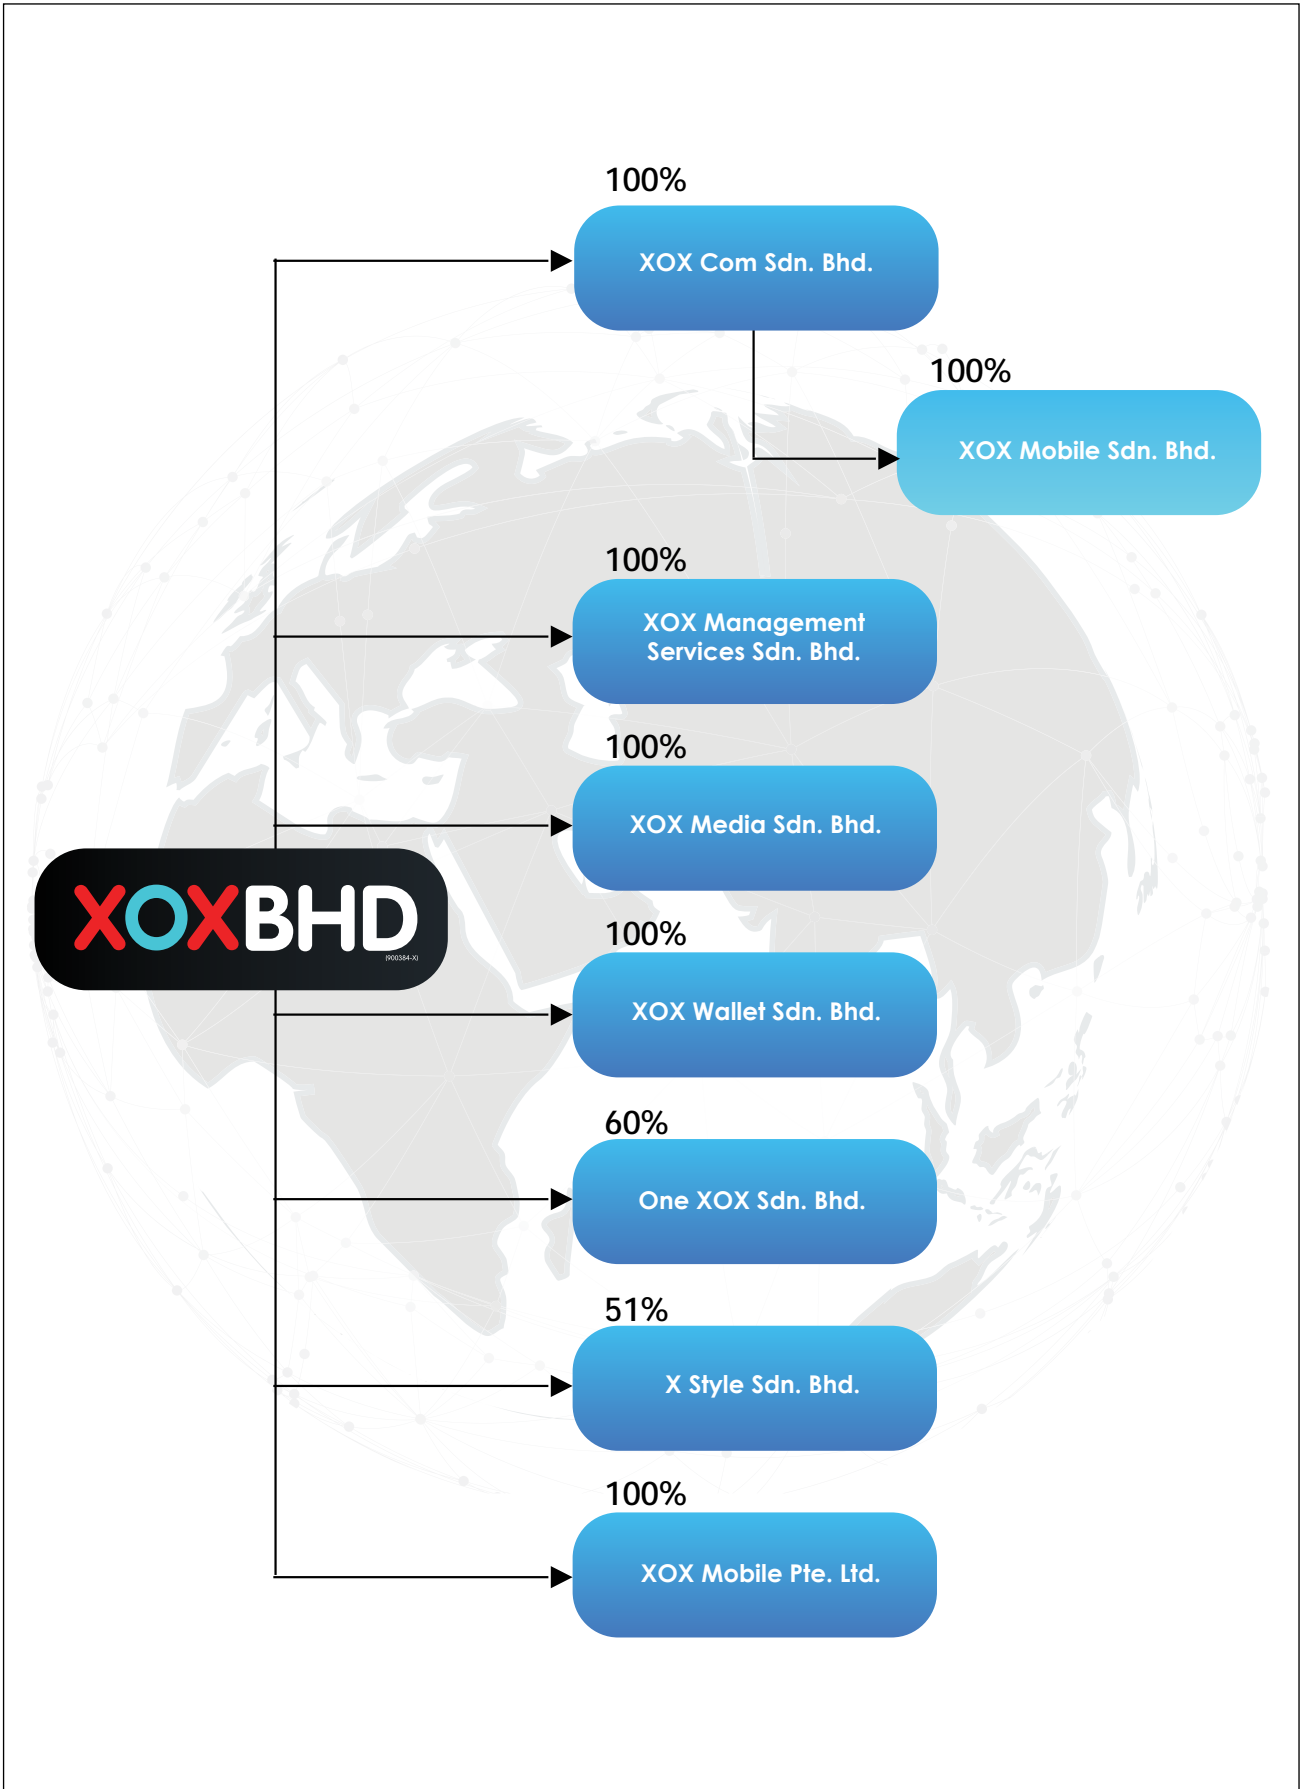 100%
XOX Com Sdn. Bhd.
100%
XOX Mobile Sdn. Bhd.
100%
XOX Management
Services Sdn. Bhd.
100%
XOX Media Sdn. Bhd.
XOXBHD
(900384-X)
100%
XOX Wallet Sdn. Bhd.
60%
One XOX Sdn. Bhd.
51%
X Style Sdn. Bhd.
100%
XOX Mobile Pte. Ltd.